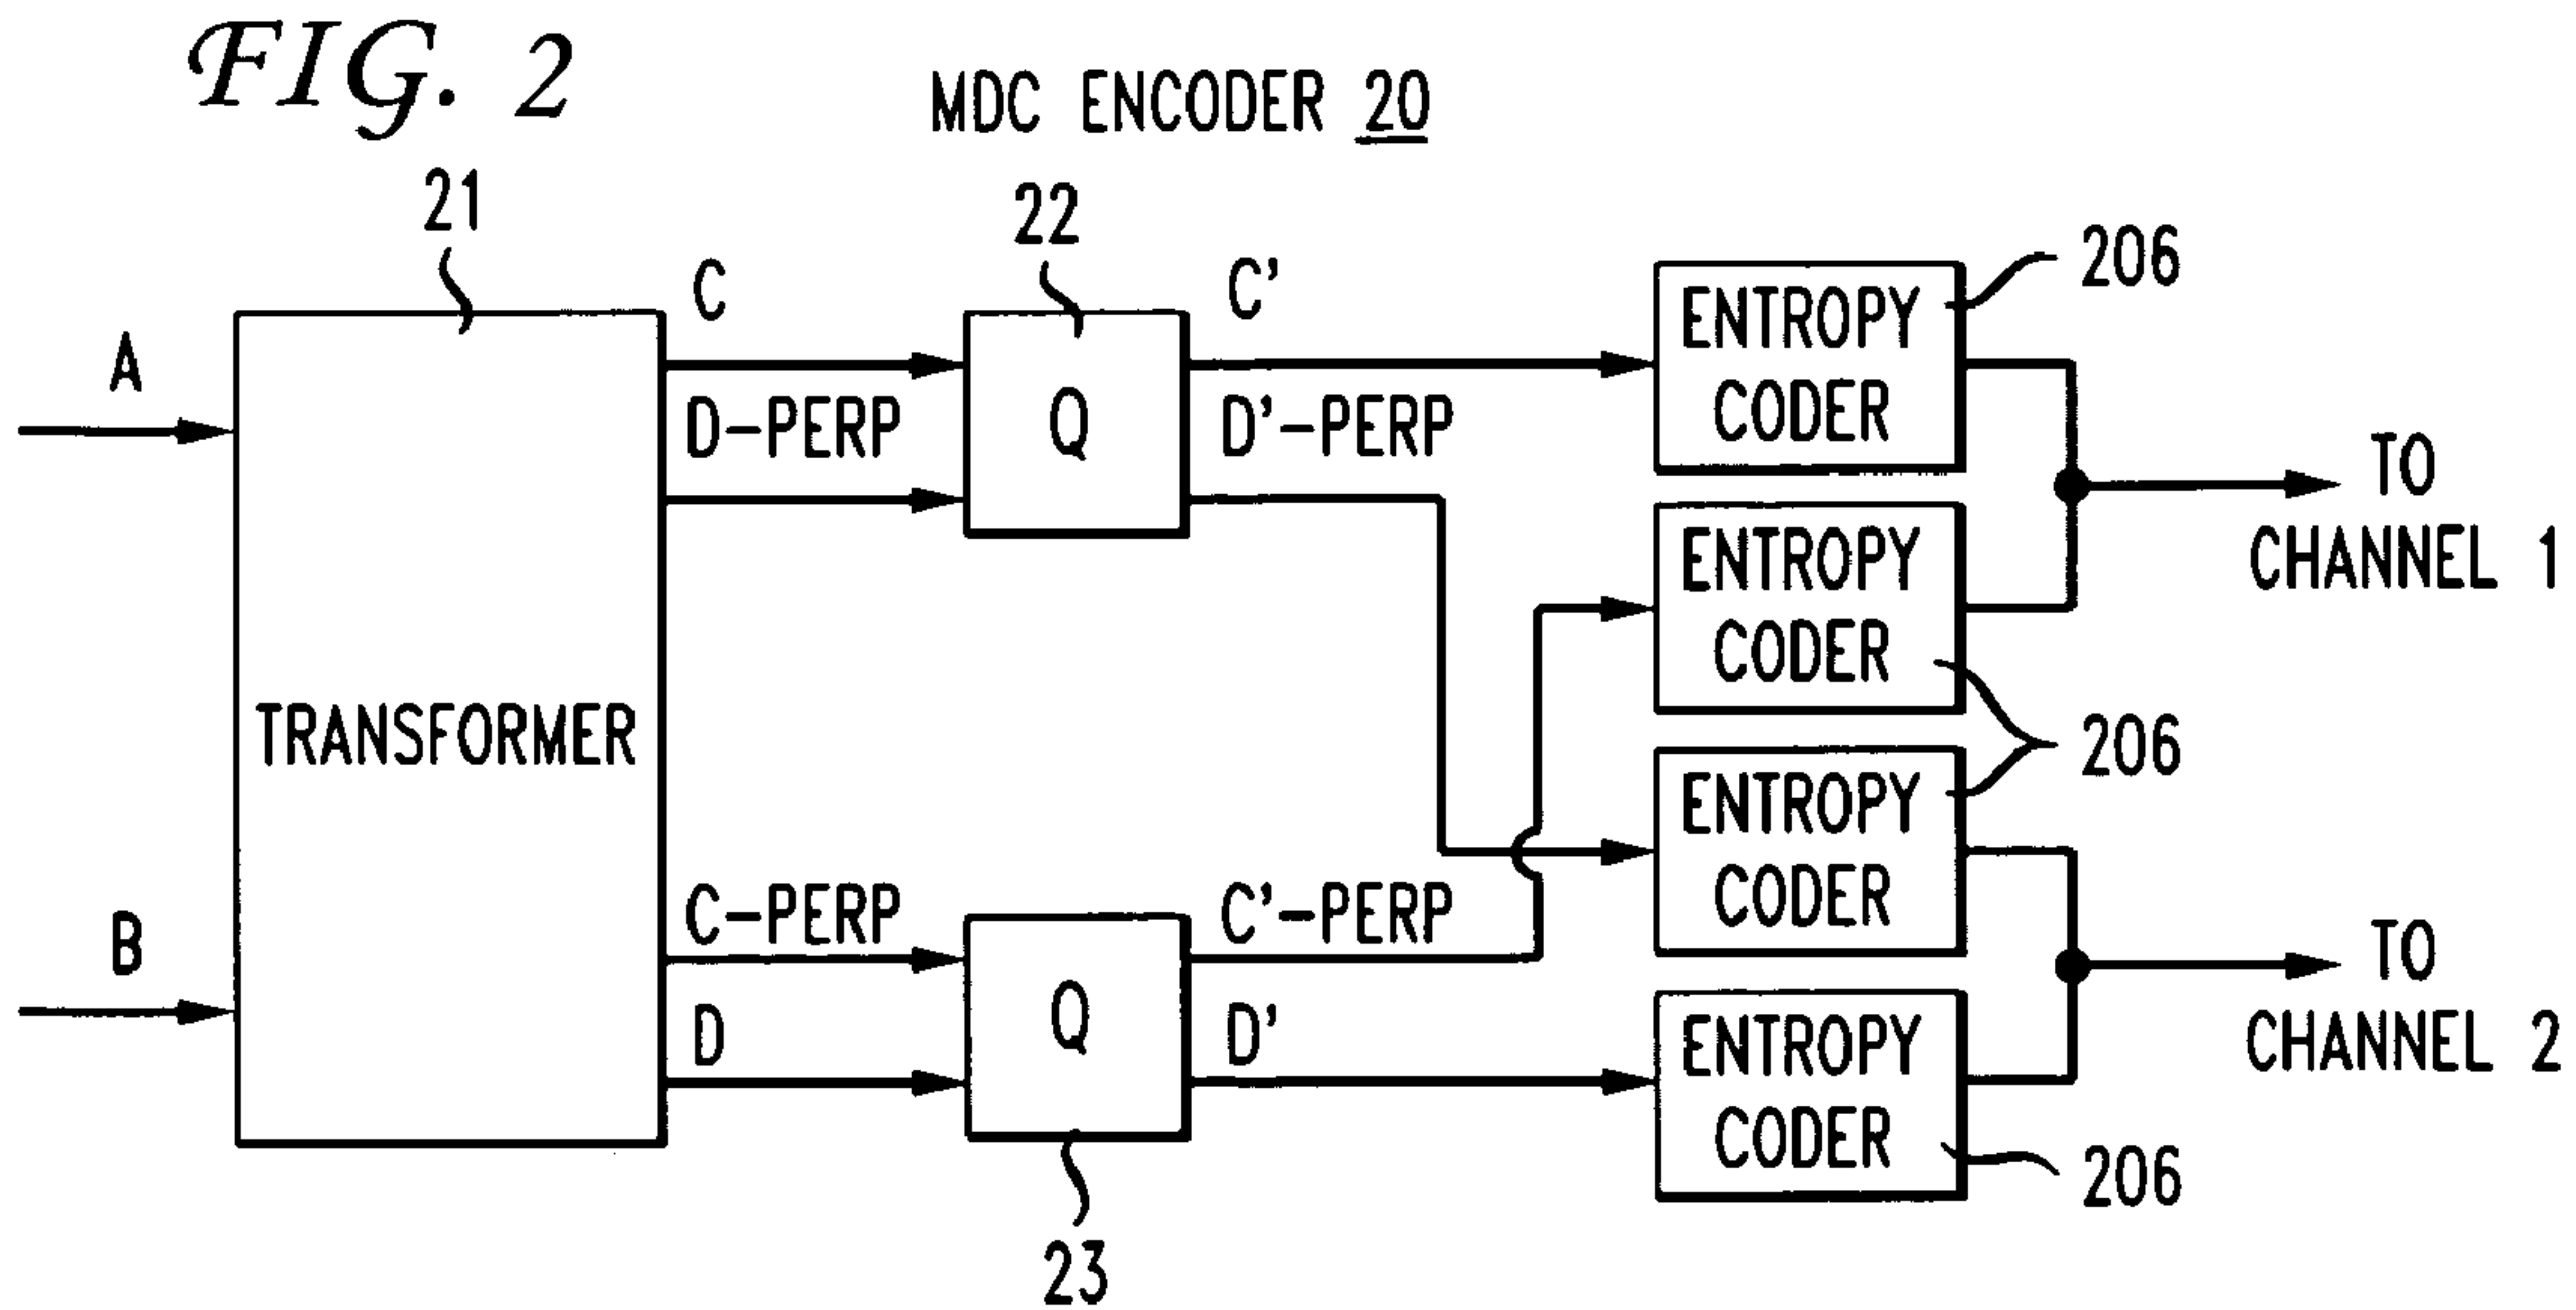 FIG. 2
MDC ENCODER 20
21
22
206
A
C
C'
D-PERP
D'-PERP
Q
ENTROPY
CODER
TO
CHANNEL 1
ENTROPY
CODER
TRANSFORMER
206
ENTROPY
CODER
B
C-PERP
C'-PERP
D
D'
Q
TO
CHANNEL 2
ENTROPY
CODER
206
23